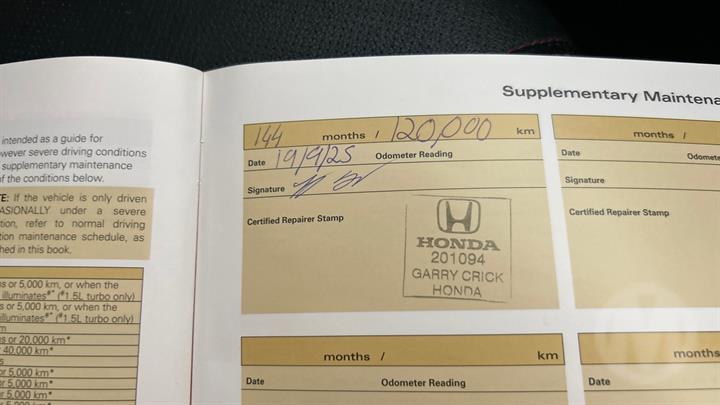 intended as a guide for
wever severe driving conditions
supplementary maintenance
f the conditions below.
TE: If the vehicle is only driven
ASIONALLY under a severe
tion, refer to normal driving
tion maintenance schedule, as
hed in this book.
s or 5,000 km, or when the
illuminates#* (#1.5L turbo only)
s or 5,000 km, or when the
illuminates#* (#1.5L turbo only)
m
s or 20,000 km*
40,000 km*
s
or 5,000 km*
or 5,000 km*
or 5,000 km*
Supplementary Maintena
144 months / 120,000 km
Date 19/9/25 Odometer Reading
Signature
Certified Repairer Stamp
HONDA
201094
GARRY CRICK
HONDA
months /
Date Odomete
Signature
Certified Repairer Stamp
months / km
Date Odometer Reading
months
Date